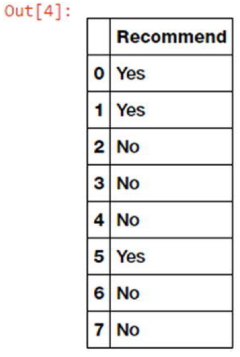 Out[4]:
Recommend
0 Yes
1 Yes
2 No
3 No
4 No
5 Yes
6 No
7 No